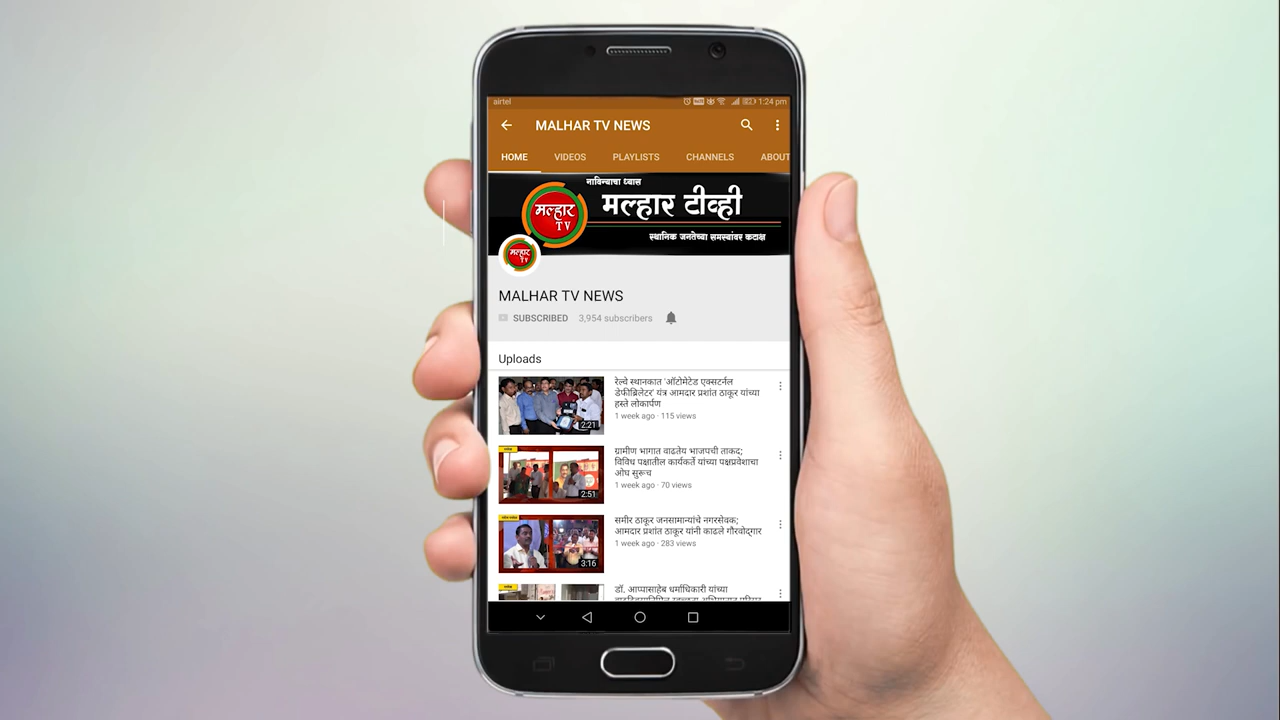 airtel
1:24 pm
MALHAR TV NEWS
HOME VIDEOS PLAYLISTS CHANNELS ABOUT
नाविन्याचा ध्यास
मल्हार टीव्ही
स्थानिक जनतेच्या समस्यांवर कटाक्ष
मल्हार
TV
मल्हार
TV
MALHAR TV NEWS
SUBSCRIBED 3,954 subscribers
Uploads
रेल्वे स्थानकात 'ऑटोमेटेड एक्सटर्नल
डेफीब्रिलेटर' यंत्र आमदार प्रशांत ठाकूर यांच्या
हस्ते लोकार्पण
1 week ago · 115 views
2:21
ग्रामीण भागात वाढतेय भाजपची ताकद;
विविध पक्षातील कार्यकर्ते यांच्या पक्षप्रवेशाचा
ओघ सुरूच
1 week ago · 70 views
2:51
समीर ठाकूर जनसामान्यांचे नगरसेवक;
आमदार प्रशांत ठाकूर यांनी काढले गौरवोद्गार
1 week ago · 283 views
3:16
डॉ. आप्पासाहेब धर्माधिकारी यांच्या